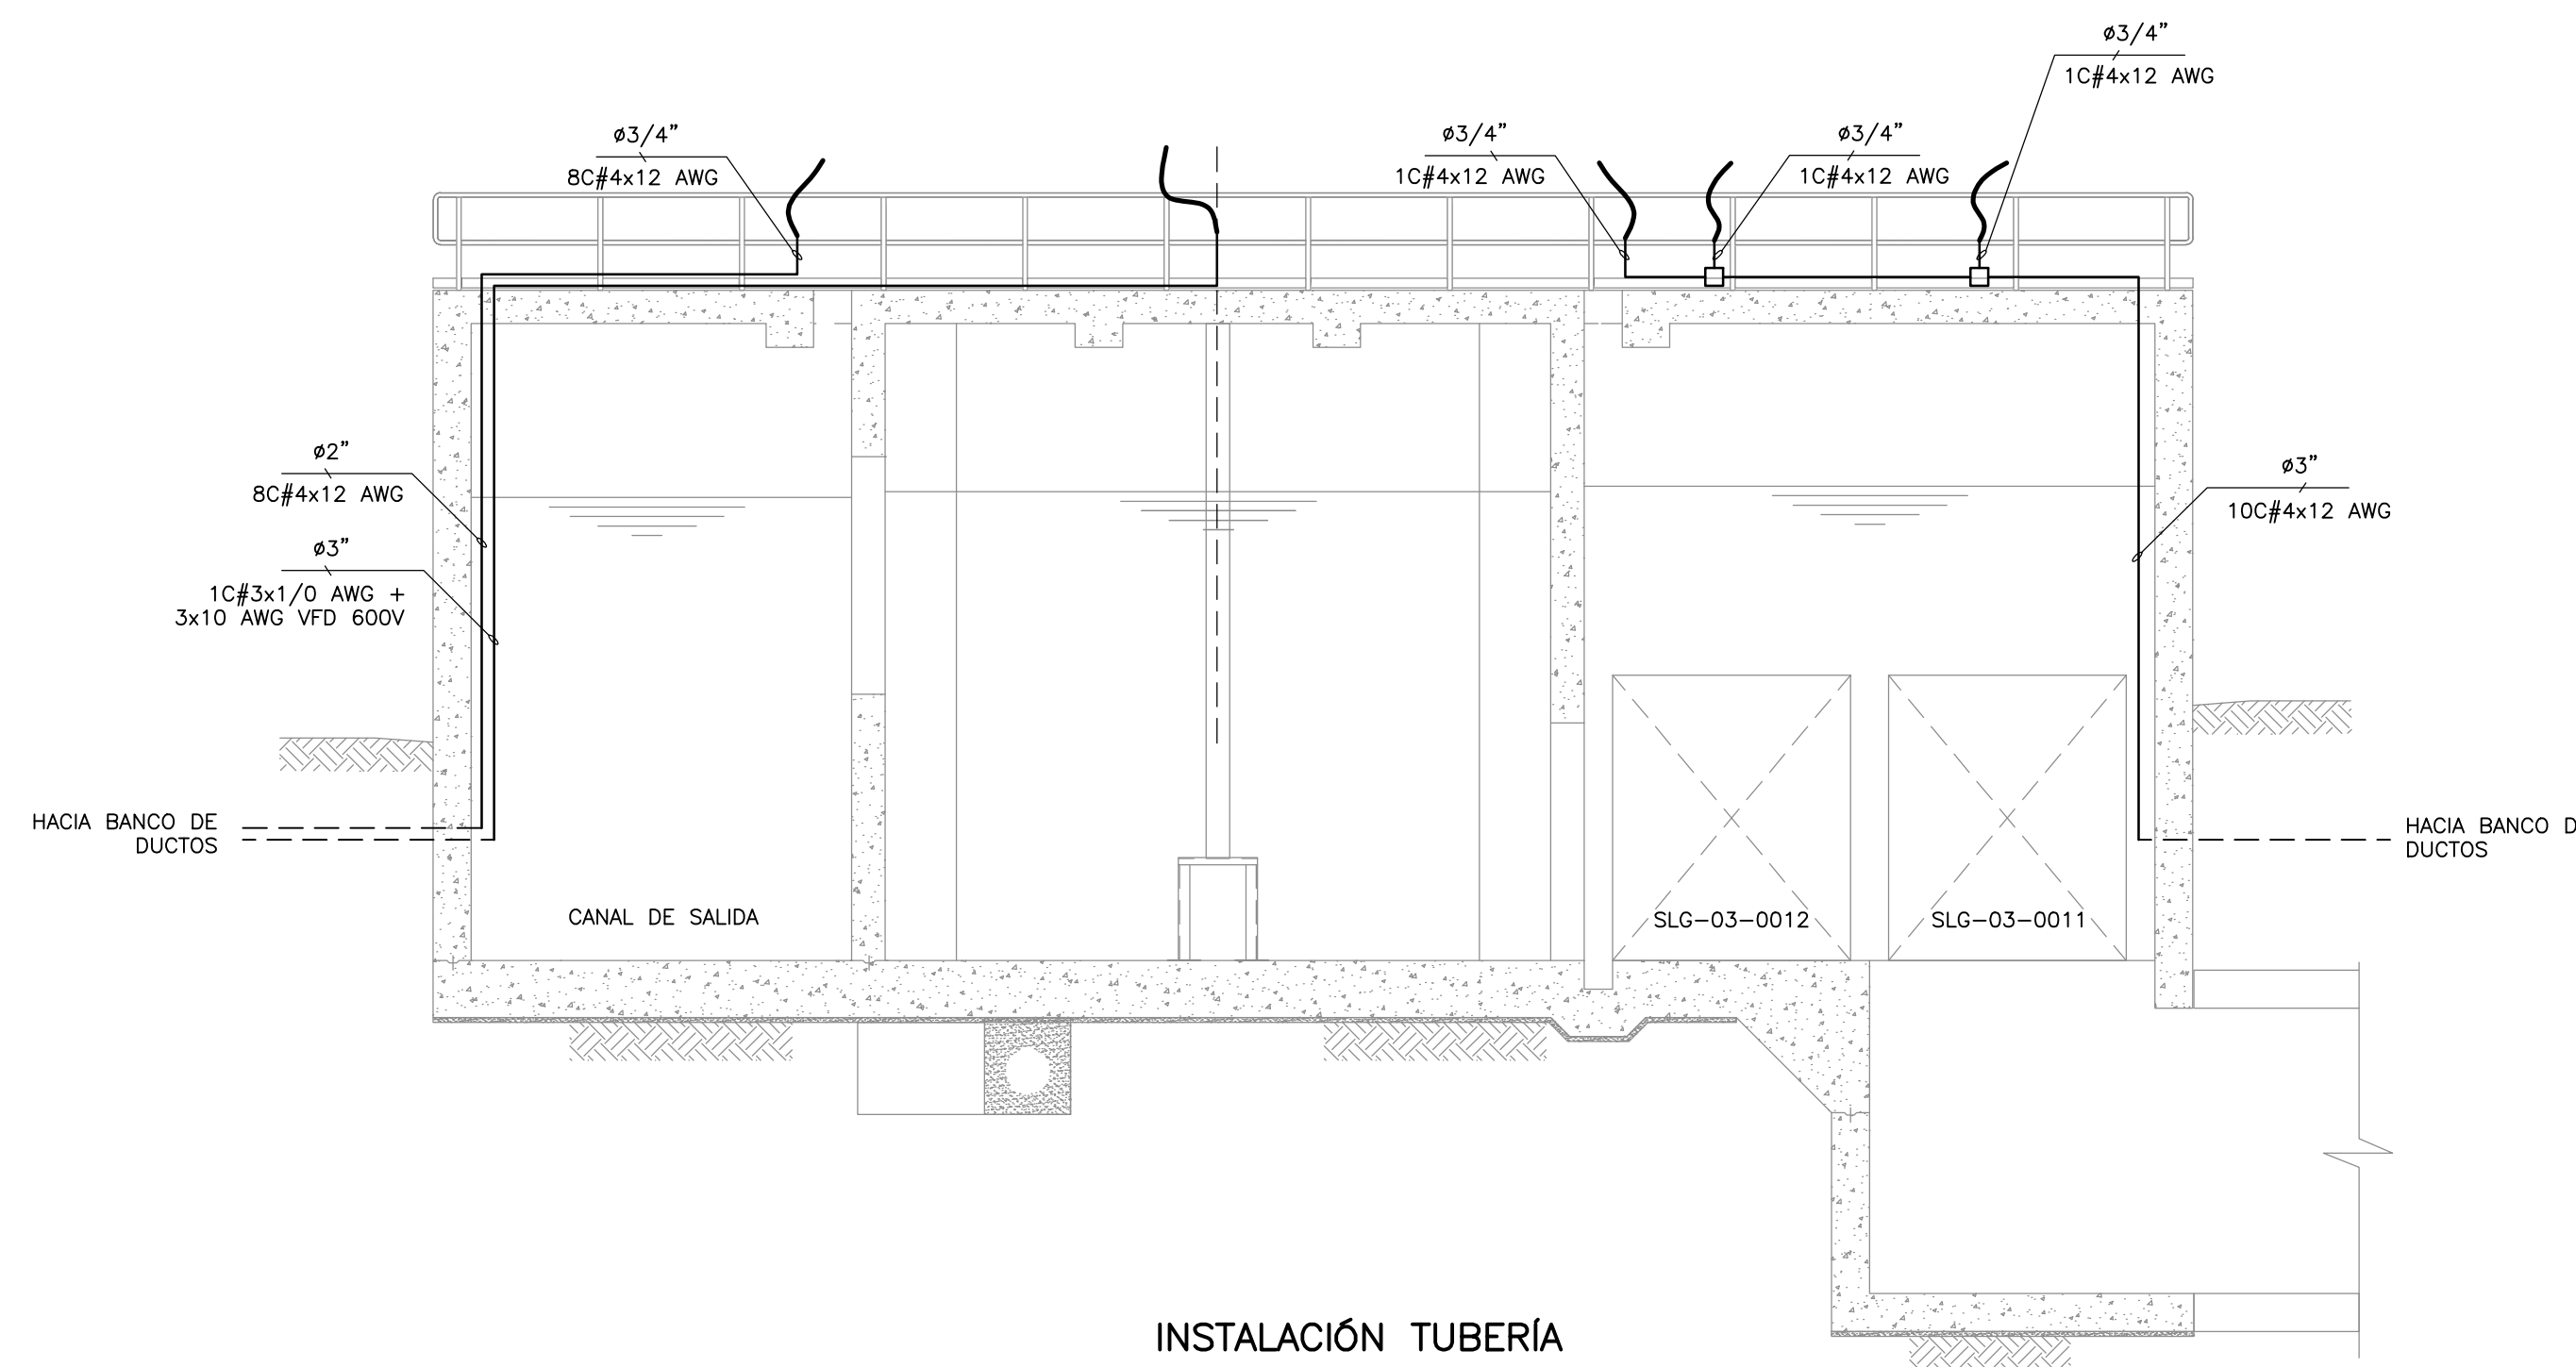 ø3/4"
1C#4x12 AWG
ø3/4"
8C#4x12 AWG
ø3/4"
1C#4x12 AWG
ø3/4"
1C#4x12 AWG
ø2"
8C#4x12 AWG
ø3"
1C#3x1/0 AWG +
3x10 AWG VFD 600V
ø3"
10C#4x12 AWG
HACIA BANCO DE
DUCTOS
HACIA BANCO D
DUCTOS
CANAL DE SALIDA
SLG-03-0012
SLG-03-0011
INSTALACIÓN TUBERÍA